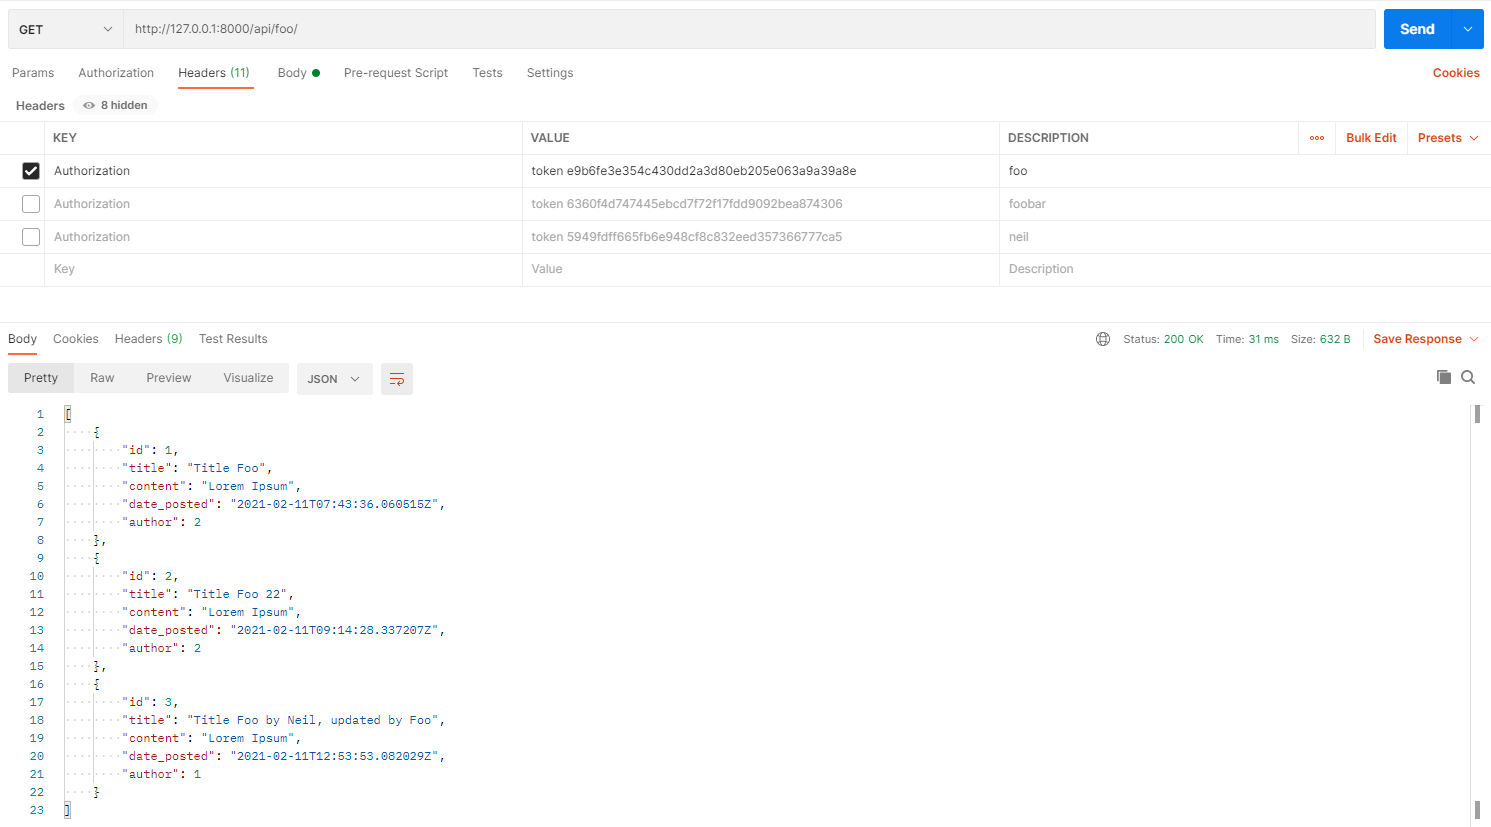 GET http://127.0.0.1:8000/api/foo/ Send
Params Authorization Headers (11) Body Pre-request Script Tests Settings Cookies
Headers 8 hidden
KEY VALUE DESCRIPTION ooo Bulk Edit Presets
Authorization token e9b6fe3e354c430dd2a3d80eb205e063a9a39a8e foo
Authorization token 6360f4d747445ebcd7f72f17fdd9092bea874306 foobar
Authorization token 5949fdff665fb6e948cf8c832eed357366777ca5 neil
Key Value Description
Body Cookies Headers (9) Test Results Status: 200 OK Time: 31 ms Size: 632 B Save Response
Pretty Raw Preview Visualize JSON
1 [
2 {
3 "id": 1,
4 "title": "Title Foo",
5 "content": "Lorem Ipsum",
6 "date_posted": "2021-02-11T07:43:36.060515Z",
7 "author": 2
8 },
9 {
10 "id": 2,
11 "title": "Title Foo 22",
12 "content": "Lorem Ipsum",
13 "date_posted": "2021-02-11T09:14:28.337207Z",
14 "author": 2
15 },
16 {
17 "id": 3,
18 "title": "Title Foo by Neil, updated by Foo",
19 "content": "Lorem Ipsum",
20 "date_posted": "2021-02-11T12:53:53.082029Z",
21 "author": 1
22 }
23 ]